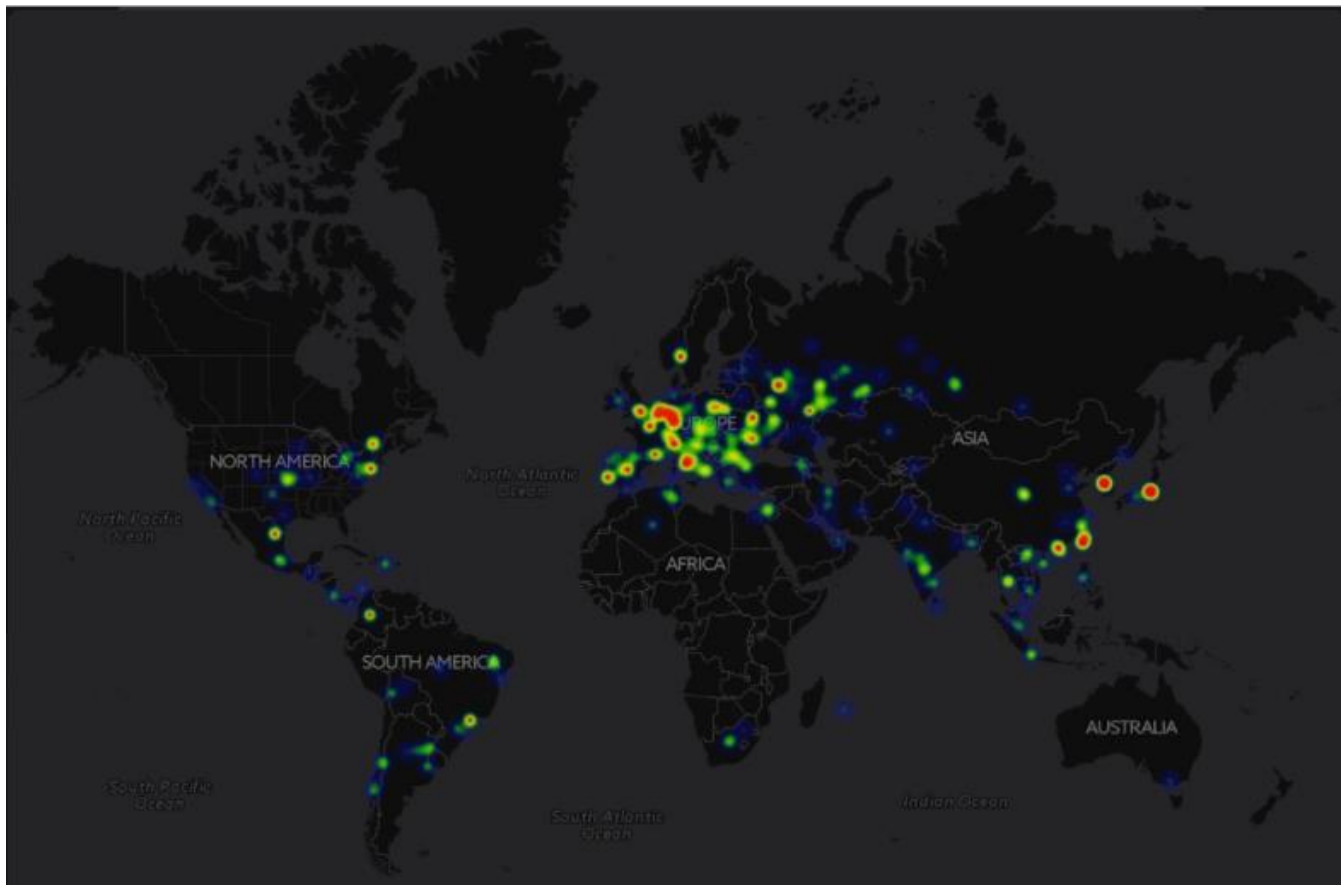 EUROPE
ASIA
NORTH AMERICA
North Atlantic
Ocean
North Pacific
Ocean
AFRICA
SOUTH AMERICA
AUSTRALIA
South Pacific
Ocean
Indian Ocean
South Atlantic
Ocean